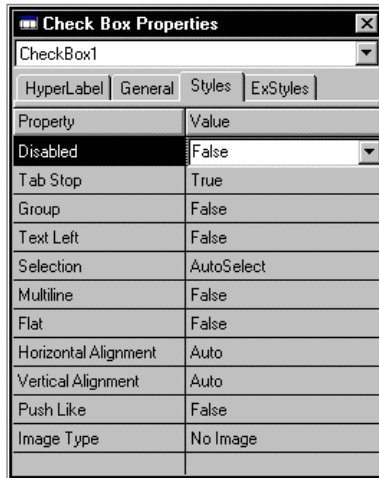 Check Box Properties
CheckBox1
HyperLabel General Styles ExStyles
Property Value
Disabled False
Tab Stop True
Group False
Text Left False
Selection AutoSelect
Multiline False
Flat False
Horizontal Alignment Auto
Vertical Alignment Auto
Push Like False
Image Type No Image